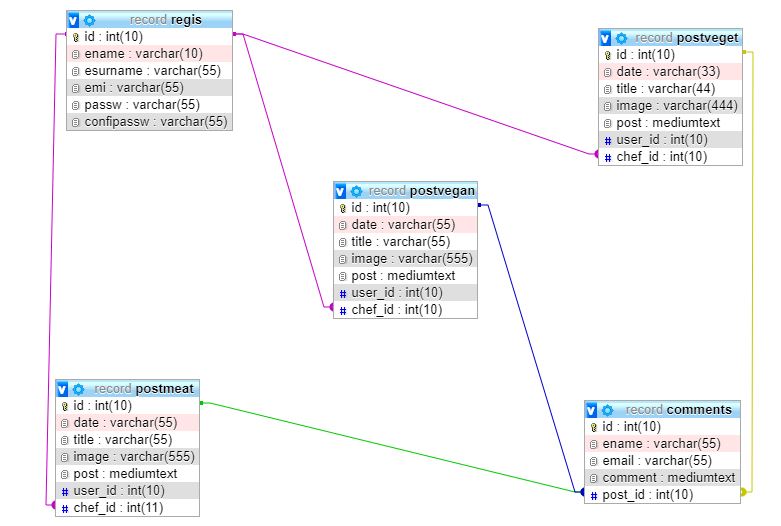 record regis
id : int(10)
ename : varchar(10)
esurname : varchar(55)
emi : varchar(55)
passw : varchar(55)
confipassw : varchar(55)
record postveget
id : int(10)
date : varchar(33)
title : varchar(44)
image : varchar(444)
post : mediumtext
# user_id : int(10)
# chef_id : int(10)
record postvegan
id : int(10)
date : varchar(55)
title : varchar(55)
image : varchar(555)
post : mediumtext
# user_id : int(10)
# chef_id : int(10)
record postmeat
id : int(10)
date : varchar(55)
title : varchar(55)
image : varchar(555)
post : mediumtext
# user_id : int(10)
# chef_id : int(11)
record comments
id : int(10)
ename : varchar(55)
email : varchar(55)
comment : mediumtext
# post_id : int(10)